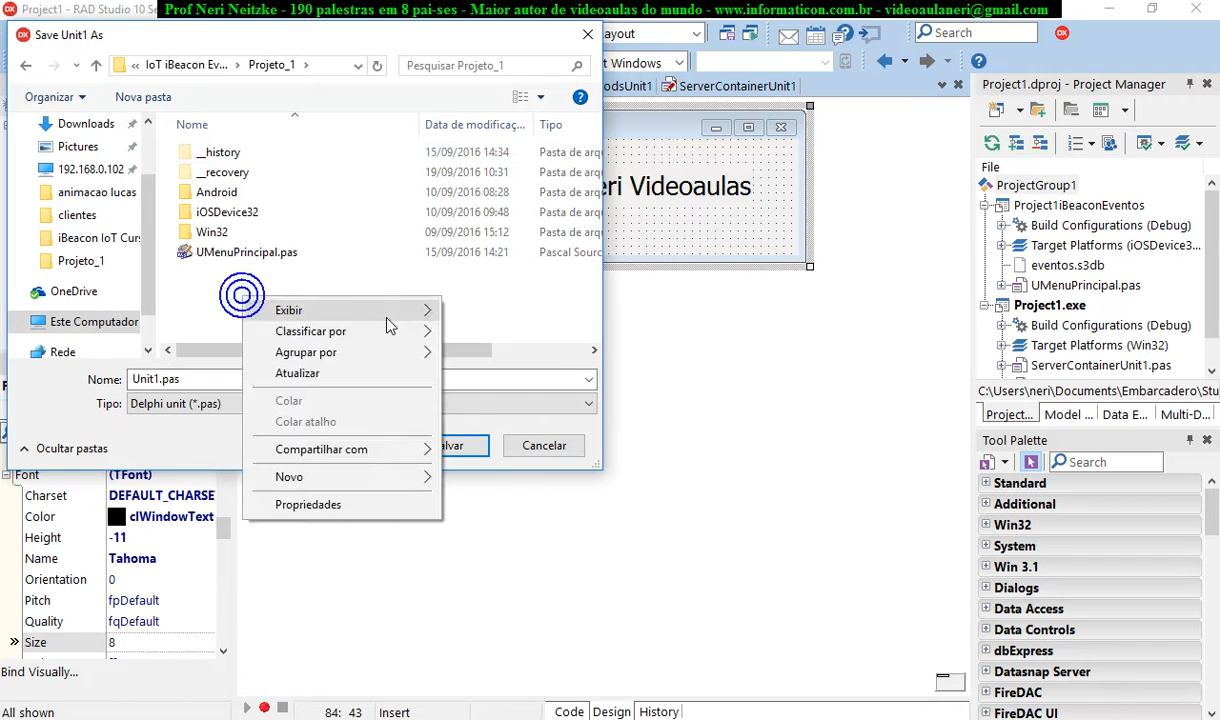 Project1 - RAD Studio 10 Se
Prof Neri Neitzke - 190 palestras em 8 pai-ses - Maior autor de videoaulas do mundo - www.informaticon.com.br - videoaulaneri@gmail.com
Save Unit1 As
ayout
Search
« IoT iBeacon Ev... > Projeto_1 >
Pesquisar Projeto_1
Windows
Organizar
Nova pasta
odsUnit1
ServerContainerUnit1
Project1.dproj - Project Manager
Downloads
Pictures
192.168.0.102
animacao lucas
clientes
iBeacon IoT Curs
Projeto_1
OneDrive
Este Computador
Rede
Nome
Data de modificaç...
Tipo
__history
15/09/2016 14:34
Pasta de arq
__recovery
19/09/2016 10:31
Pasta de arq
Android
10/09/2016 08:28
Pasta de arq
iOSDevice32
10/09/2016 09:48
Pasta de arq
Win32
09/09/2016 15:12
Pasta de arq
UMenuPrincipal.pas
15/09/2016 14:21
Pascal Sourc
eri Videoaulas
Exibir
Classificar por
Agrupar por
Atualizar
Colar
Colar atalho
Compartilhar com
Novo
Propriedades
Nome:
Unit1.pas
Tipo:
Delphi unit (*.pas)
Ocultar pastas
alvar
Cancelar
File
ProjectGroup1
Project1iBeaconEventos
Build Configurations (Debug)
Target Platforms (iOSDevice3...
eventos.s3db
UMenuPrincipal.pas
Project1.exe
Build Configurations (Debug)
Target Platforms (Win32)
ServerContainerUnit1.pas
C:\Users\neri\Documents\Embarcadero\Stu
Project...
Model ...
Data E...
Multi-D...
Tool Palette
Search
Standard
Additional
Win32
System
Win 3.1
Dialogs
Data Access
Data Controls
dbExpress
Datasnap Server
FireDAC
FireDAC UI
Font
(TFont)
Charset
DEFAULT_CHARSE
Color
clWindowText
Height
-11
Name
Tahoma
Orientation
0
Pitch
fpDefault
Quality
fqDefault
Size
8
Bind Visually...
All shown
84: 43
Insert
Code
Design
History